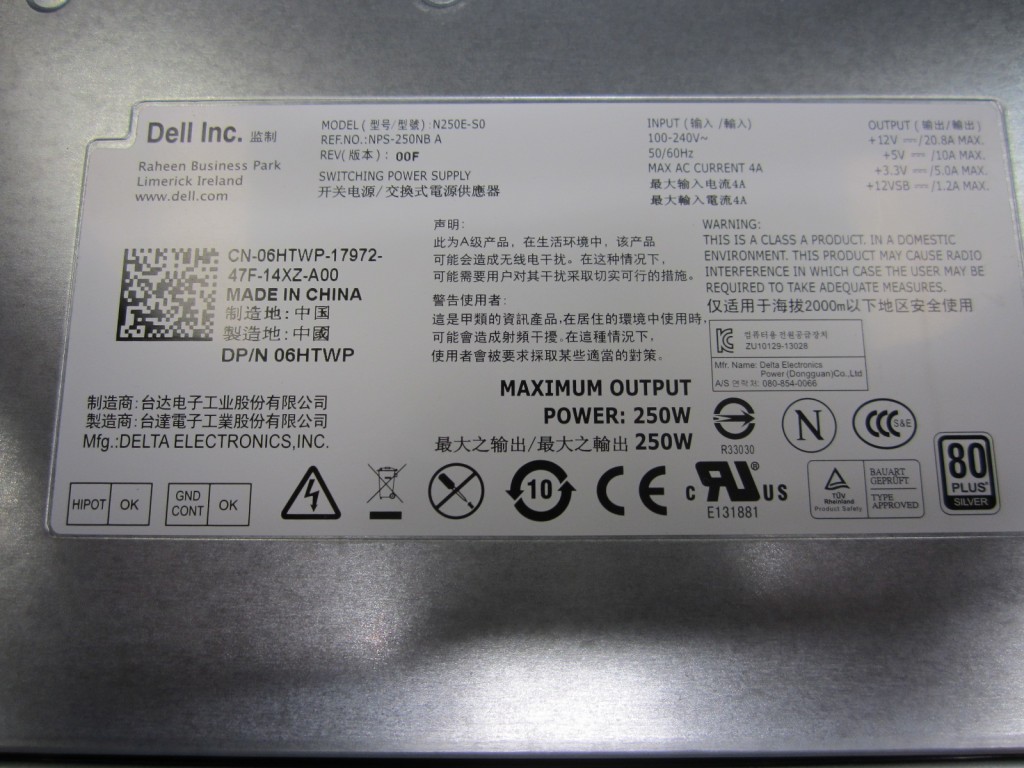 Dell Inc. 监制
Raheen Business Park
Limerick Ireland
www.dell.com
MODEL ( 型号/型號 ) : N250E-S0
REF.NO.: NPS-250NB A
REV( 版本 ) : 00F
SWITCHING POWER SUPPLY
开关电源/交换式電源供應器
INPUT ( 输入 /輸入 )
100-240V~
50/60Hz
MAX AC CURRENT 4A
最大输入电流4A
最大輸入電流4A
OUTPUT ( 输出/輸出 )
+12V ⎓ /20.8A MAX.
+5V ⎓ /10A MAX.
+3.3V ⎓ /5.0A MAX.
+12VSB ⎓ /1.2A MAX.
CN-06HTWP-17972-
47F-14XZ-A00
MADE IN CHINA
制造地: 中国
製造地: 中國
DP/N 06HTWP
声明:
此为A级产品，在生活环境中，该产品
可能会造成无线电干扰。在这种情况下，
可能需要用户对其干扰采取切实可行的措施。
警告使用者:
這是甲類的資訊產品,在居住的環境中使用時,
可能會造成射頻干擾。在這種情況下,
使用者會被要求採取某些適當的對策。
WARNING:
THIS IS A CLASS A PRODUCT. IN A DOMESTIC
ENVIRONMENT. THIS PRODUCT MAY CAUSE RADIO
INTERFERENCE IN WHICH CASE THE USER MAY BE
REQUIRED TO TAKE ADEQUATE MEASURES.
仅适用于海拔2000m以下地区安全使用
컴퓨터용 전원공급장치
ZU10129-13028
Mfr. Name: Delta Electronics
Power (Dongguan)Co.,Ltd
A/S 연락처: 080-854-0066
制造商:台达电子工业股份有限公司
製造商:台達電子工業股份有限公司
Mfg.:DELTA ELECTRONICS,INC.
MAXIMUM OUTPUT
POWER: 250W
最大之输出/最大之輸出 250W
R33030
N
CCC S&E
HIPOT OK
GND CONT OK
10
CE
c RU ® US
E131881
TÜV
Rheinland
Product Safety
BAUART
GEPRÜFT
TYPE
APPROVED
80
PLUS
SILVER